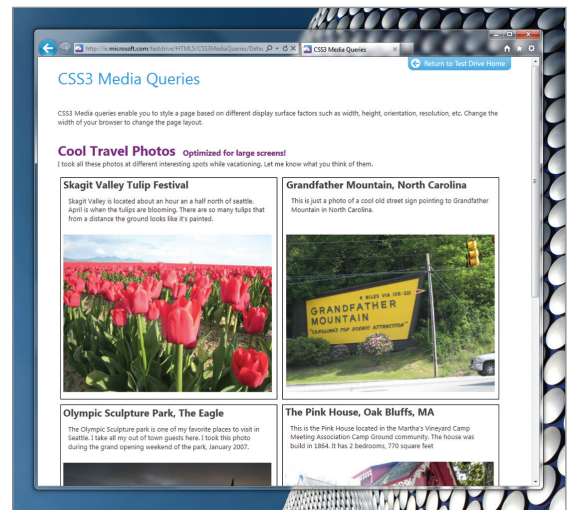 http://ie.microsoft.com/testdrive/HTML5/CSS3MediaQueries/Defau
CSS3 Media Queries
Return to Test Drive Home
CSS3 Media Queries
CSS3 Media queries enable you to style a page based on different display surface factors such as width, height, orientation, resolution, etc. Change the
width of your browser to change the page layout.
Cool Travel Photos Optimized for large screens!
I took all these photos at different interesting spots while vacationing. Let me know what you think of them.
Skagit Valley Tulip Festival
Skagit Valley is located about an hour an a half north of seattle.
April is when the tulips are blooming. There are so many tulips that
from a distance the ground looks like it's painted.
Grandfather Mountain, North Carolina
This is just a photo of a cool old street sign pointing to Grandfather
Mountain in North Carolina.
6 MILES VIA 105-221
GRANDFATHER
MOUNTAIN
"CAROLINA'S TOP SCENIC ATTRACTION"
Olympic Sculpture Park, The Eagle
The Olympic Sculpture park is one of my favorite places to visit in
Seattle. I take all my out of town guests here. I took this photo
during the grand opening weekend of the park, January 2007.
The Pink House, Oak Bluffs, MA
This is the Pink House located in the Martha's Vineyard Camp
Meeting Association Camp Ground community. The house was
build in 1864. It has 2 bedrooms, 770 square feet